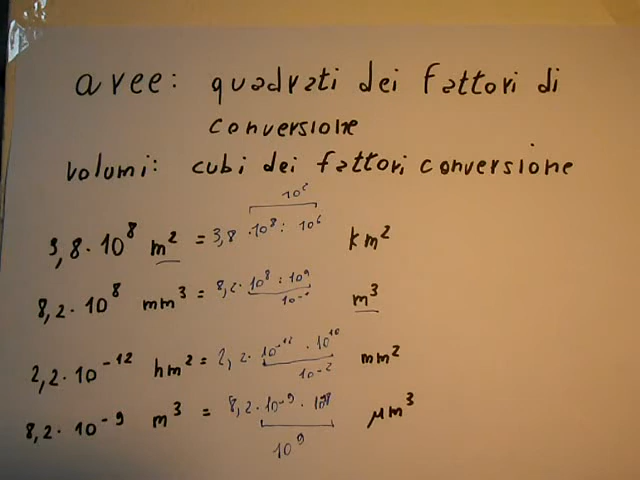 aree: quadrati dei fattori di
conversione
volumi: cubi dei fattori conversione
3,8 · 10⁸ m² = 3,8 · 10⁸ : 10⁶ km²
10²
8,2 · 10⁸ mm³ = 8,2 · 10⁸ : 10⁹ m³
10⁻¹
2,2 · 10⁻¹² hm² = 2,2 · 10⁻¹² · 10¹⁰ mm²
10⁻²
8,2 · 10⁻⁹ m³ = 8,2 · 10⁻⁹ · 10¹⁸ μm³
10⁹